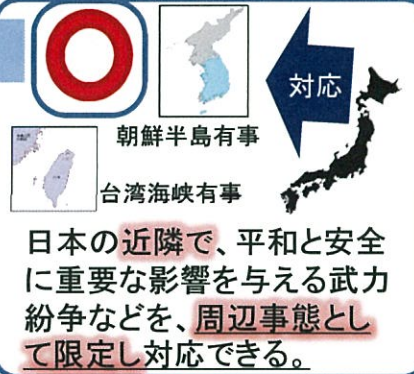 対応
朝鮮半島有事
台湾海峡有事
日本の近隣で、平和と安全
に重要な影響を与える武力
紛争などを、周辺事態とし
て限定し対応できる。